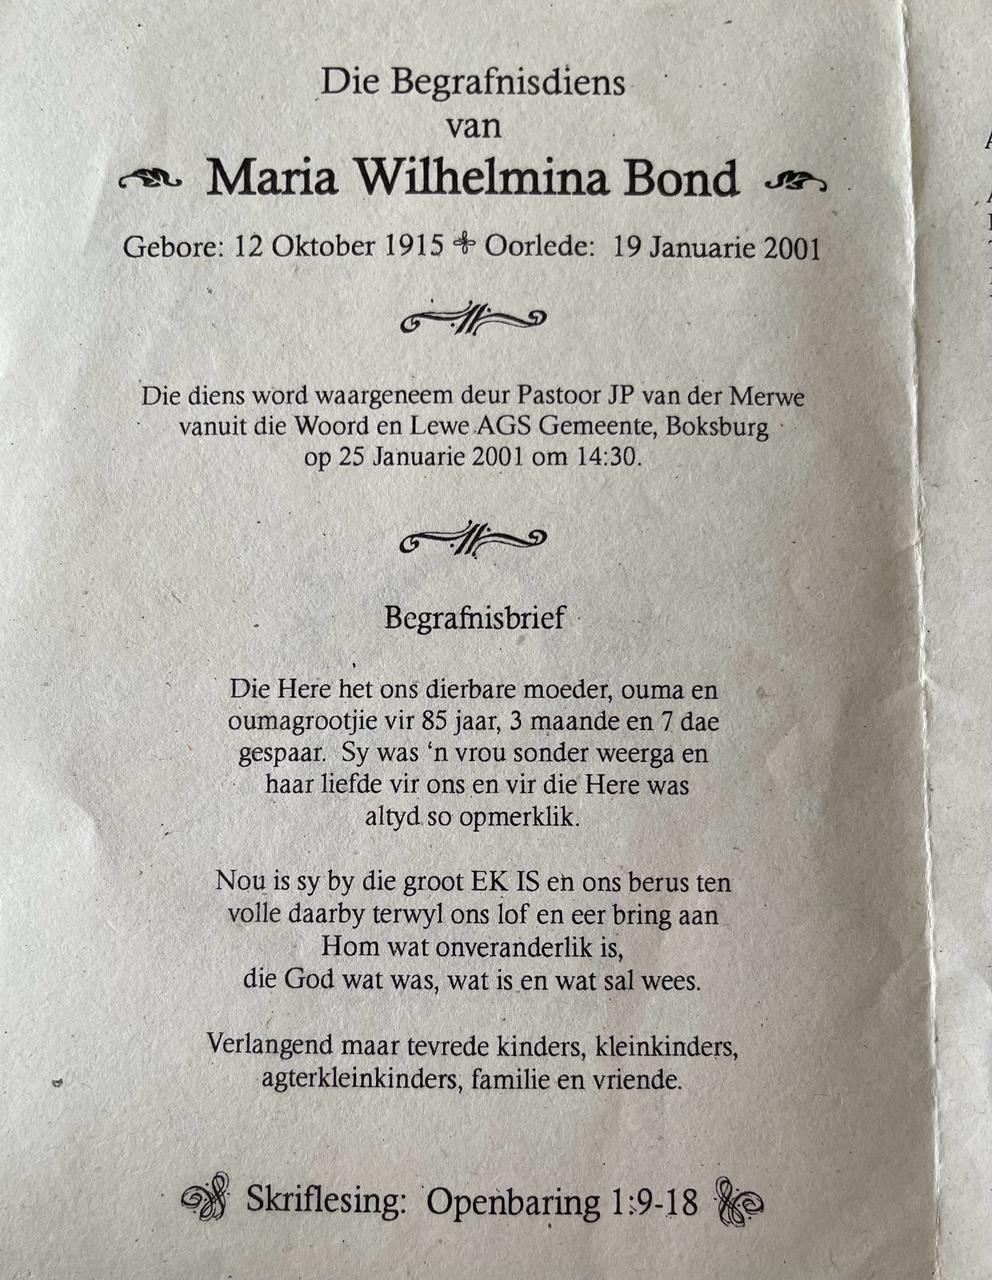 Die Begrafnisdiens
van
Maria Wilhelmina Bond
Gebore: 12 Oktober 1915 Oorlede: 19 Januarie 2001
Die diens word waargeneem deur Pastoor JP van der Merwe
vanuit die Woord en Lewe AGS Gemeente, Boksburg
op 25 Januarie 2001 om 14:30.
Begrafnisbrief
Die Here het ons dierbare moeder, ouma en
oumagrootjie vir 85 jaar, 3 maande en 7 dae
gespaar. Sy was ‘n vrou sonder weerga en
haar liefde vir ons en vir die Here was
altyd so opmerklik.
Nou is sy by die groot EK IS en ons berus ten
volle daarby terwyl ons lof en eer bring aan
Hom wat onveranderlik is,
die God wat was, wat is en wat sal wees.
Verlangend maar tevrede kinders, kleinkinders,
agterkleinkinders, familie en vriende.
Skriflesing: Openbaring 1:9-18